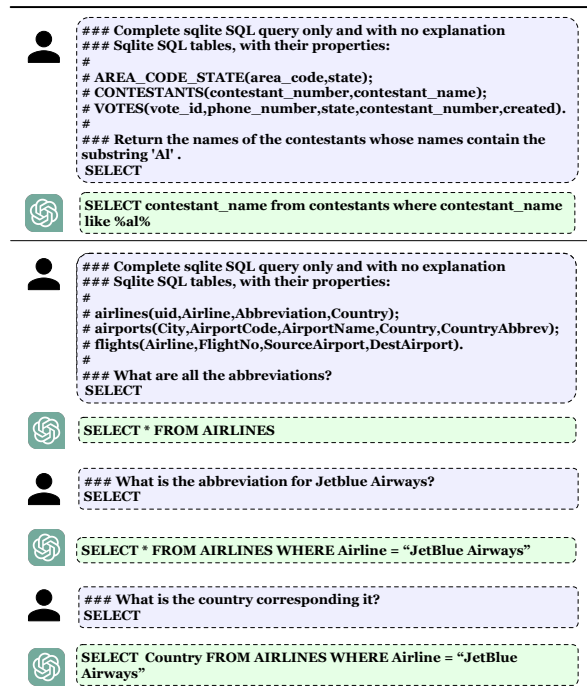 ### Complete sqlite SQL query only and with no explanation
### Sqlite SQL tables, with their properties:
#
# AREA_CODE_STATE(area_code,state);
# CONTESTANTS(contestant_number,contestant_name);
# VOTES(vote_id,phone_number,state,contestant_number,created).
#
### Return the names of the contestants whose names contain the
substring 'Al' .
SELECT
SELECT contestant_name from contestants where contestant_name
like %al%
### Complete sqlite SQL query only and with no explanation
### Sqlite SQL tables, with their properties:
#
# airlines(uid,Airline,Abbreviation,Country);
# airports(City,AirportCode,AirportName,Country,CountryAbbrev);
# flights(Airline,FlightNo,SourceAirport,DestAirport).
#
### What are all the abbreviations?
SELECT
SELECT * FROM AIRLINES
### What is the abbreviation for Jetblue Airways?
SELECT
SELECT * FROM AIRLINES WHERE Airline = “JetBlue Airways”
### What is the country corresponding it?
SELECT
SELECT Country FROM AIRLINES WHERE Airline = “JetBlue
Airways”